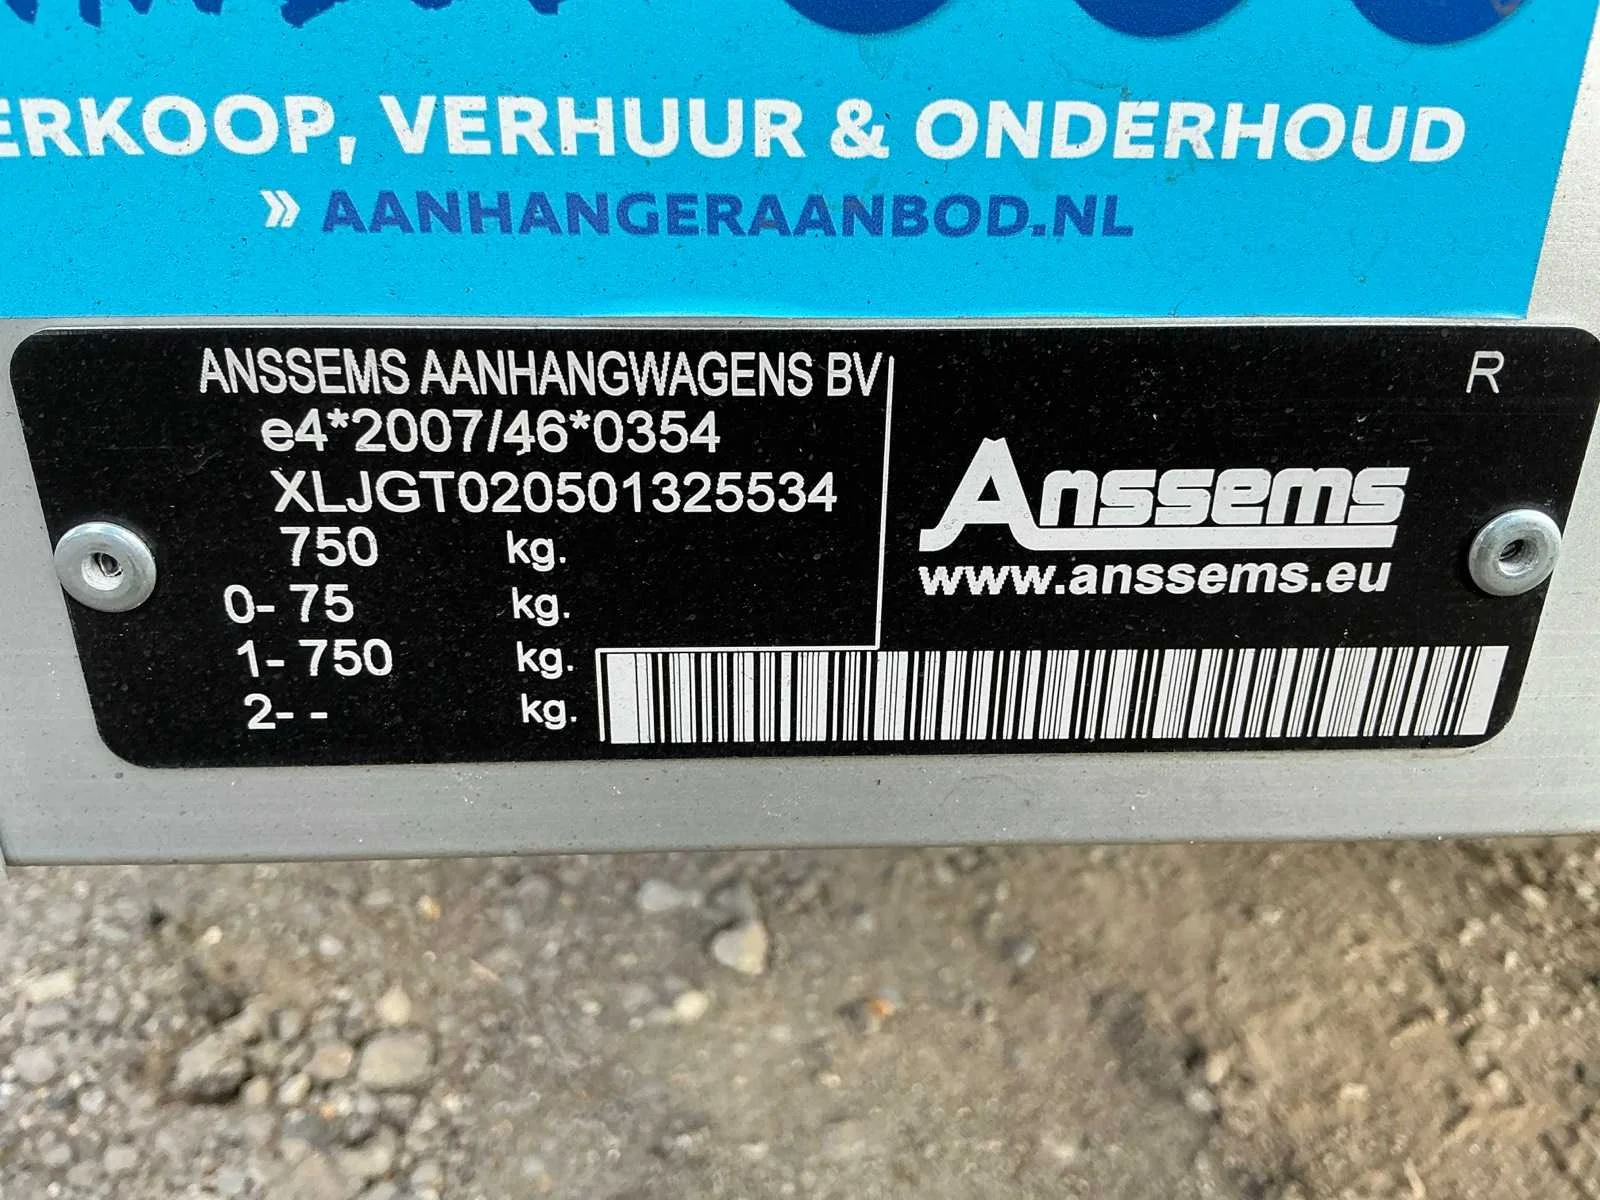 ERKOOP, VERHUUR & ONDERHOUD
» AANHANGERAANBOD.NL
ANSSEMS AANHANGWAGENS BV
e4*2007/46*0354
XLJGT020501325534
750 kg.
0- 75 kg.
1- 750 kg.
2- - kg.
R
Anssems
www.anssems.eu